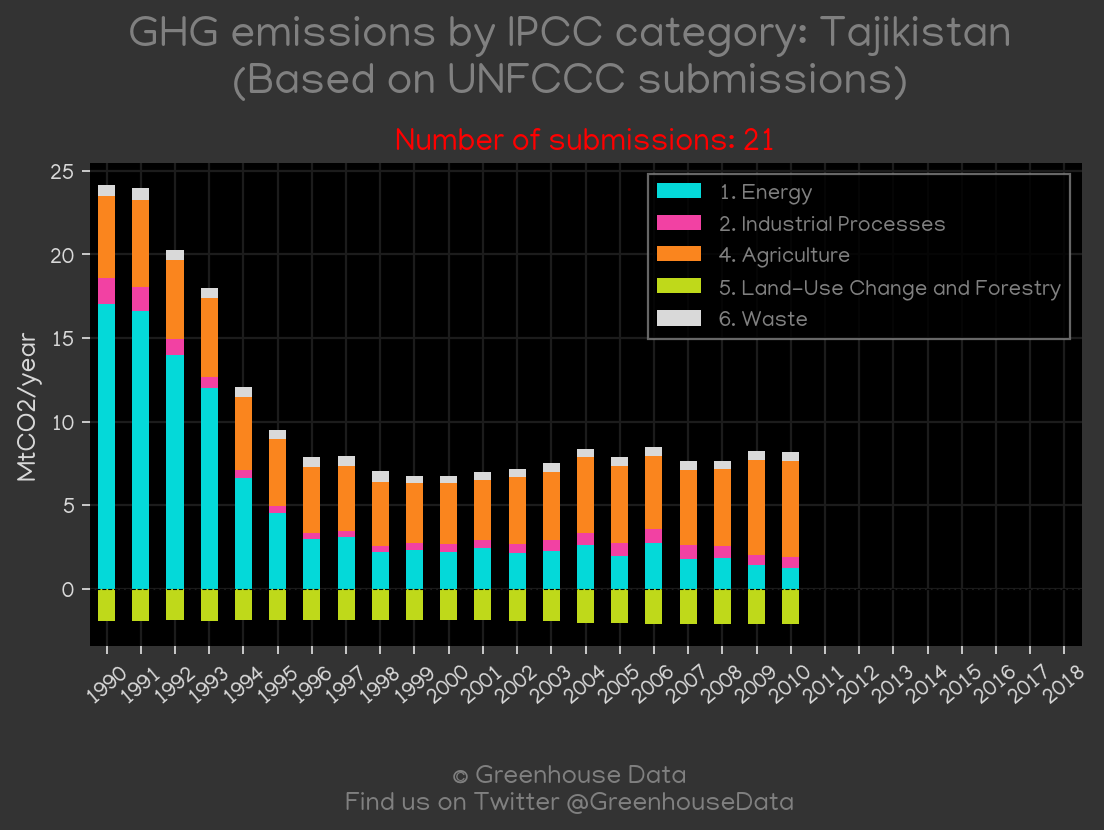 GHG emissions by IPCC category: Tajikistan
(Based on UNFCCC submissions)
Number of submissions: 21
25
20
15
10
5
0
MtCO2/year
1. Energy
2. Industrial Processes
4. Agriculture
5. Land-Use Change and Forestry
6. Waste
1990 1991 1992 1993 1994 1995 1996 1997 1998 1999 2000 2001 2002 2003 2004 2005 2006 2007 2008 2009 2010 2011 2012 2013 2014 2015 2016 2017 2018
© Greenhouse Data
Find us on Twitter @GreenhouseData